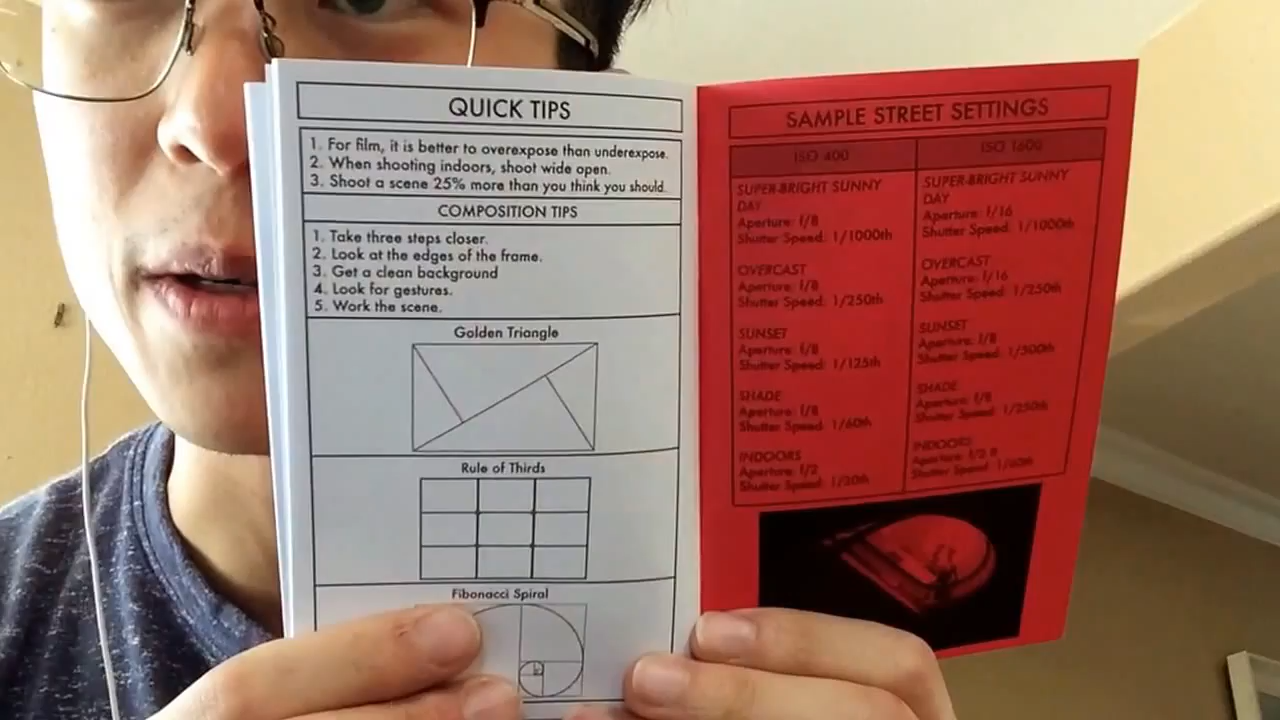 QUICK TIPS
1. For film, it is better to overexpose than underexpose.
2. When shooting indoors, shoot wide open.
3. Shoot a scene 25% more than you think you should.
COMPOSITION TIPS
1. Take three steps closer.
2. Look at the edges of the frame.
3. Get a clean background
4. Look for gestures.
5. Work the scene.
Golden Triangle
Rule of Thirds
Fibonacci Spiral
SAMPLE STREET SETTINGS
ISO 400
SUPER-BRIGHT SUNNY
DAY
Aperture: f/8
Shutter Speed: 1/1000th
OVERCAST
Aperture: f/8
Shutter Speed: 1/250th
SUNSET
Aperture: f/8
Shutter Speed: 1/125th
SHADE
Aperture: f/8
Shutter Speed: 1/60th
INDOORS
Aperture: f/2
Shutter Speed: 1/30th
ISO 1600
SUPER-BRIGHT SUNNY
DAY
Aperture: f/16
Shutter Speed: 1/1000th
OVERCAST
Aperture: f/16
Shutter Speed: 1/250th
SUNSET
Aperture: f/8
Shutter Speed: 1/500th
SHADE
Aperture: f/8
Shutter Speed: 1/250th
INDOORS
Aperture: f/2.8
Shutter Speed: 1/60th